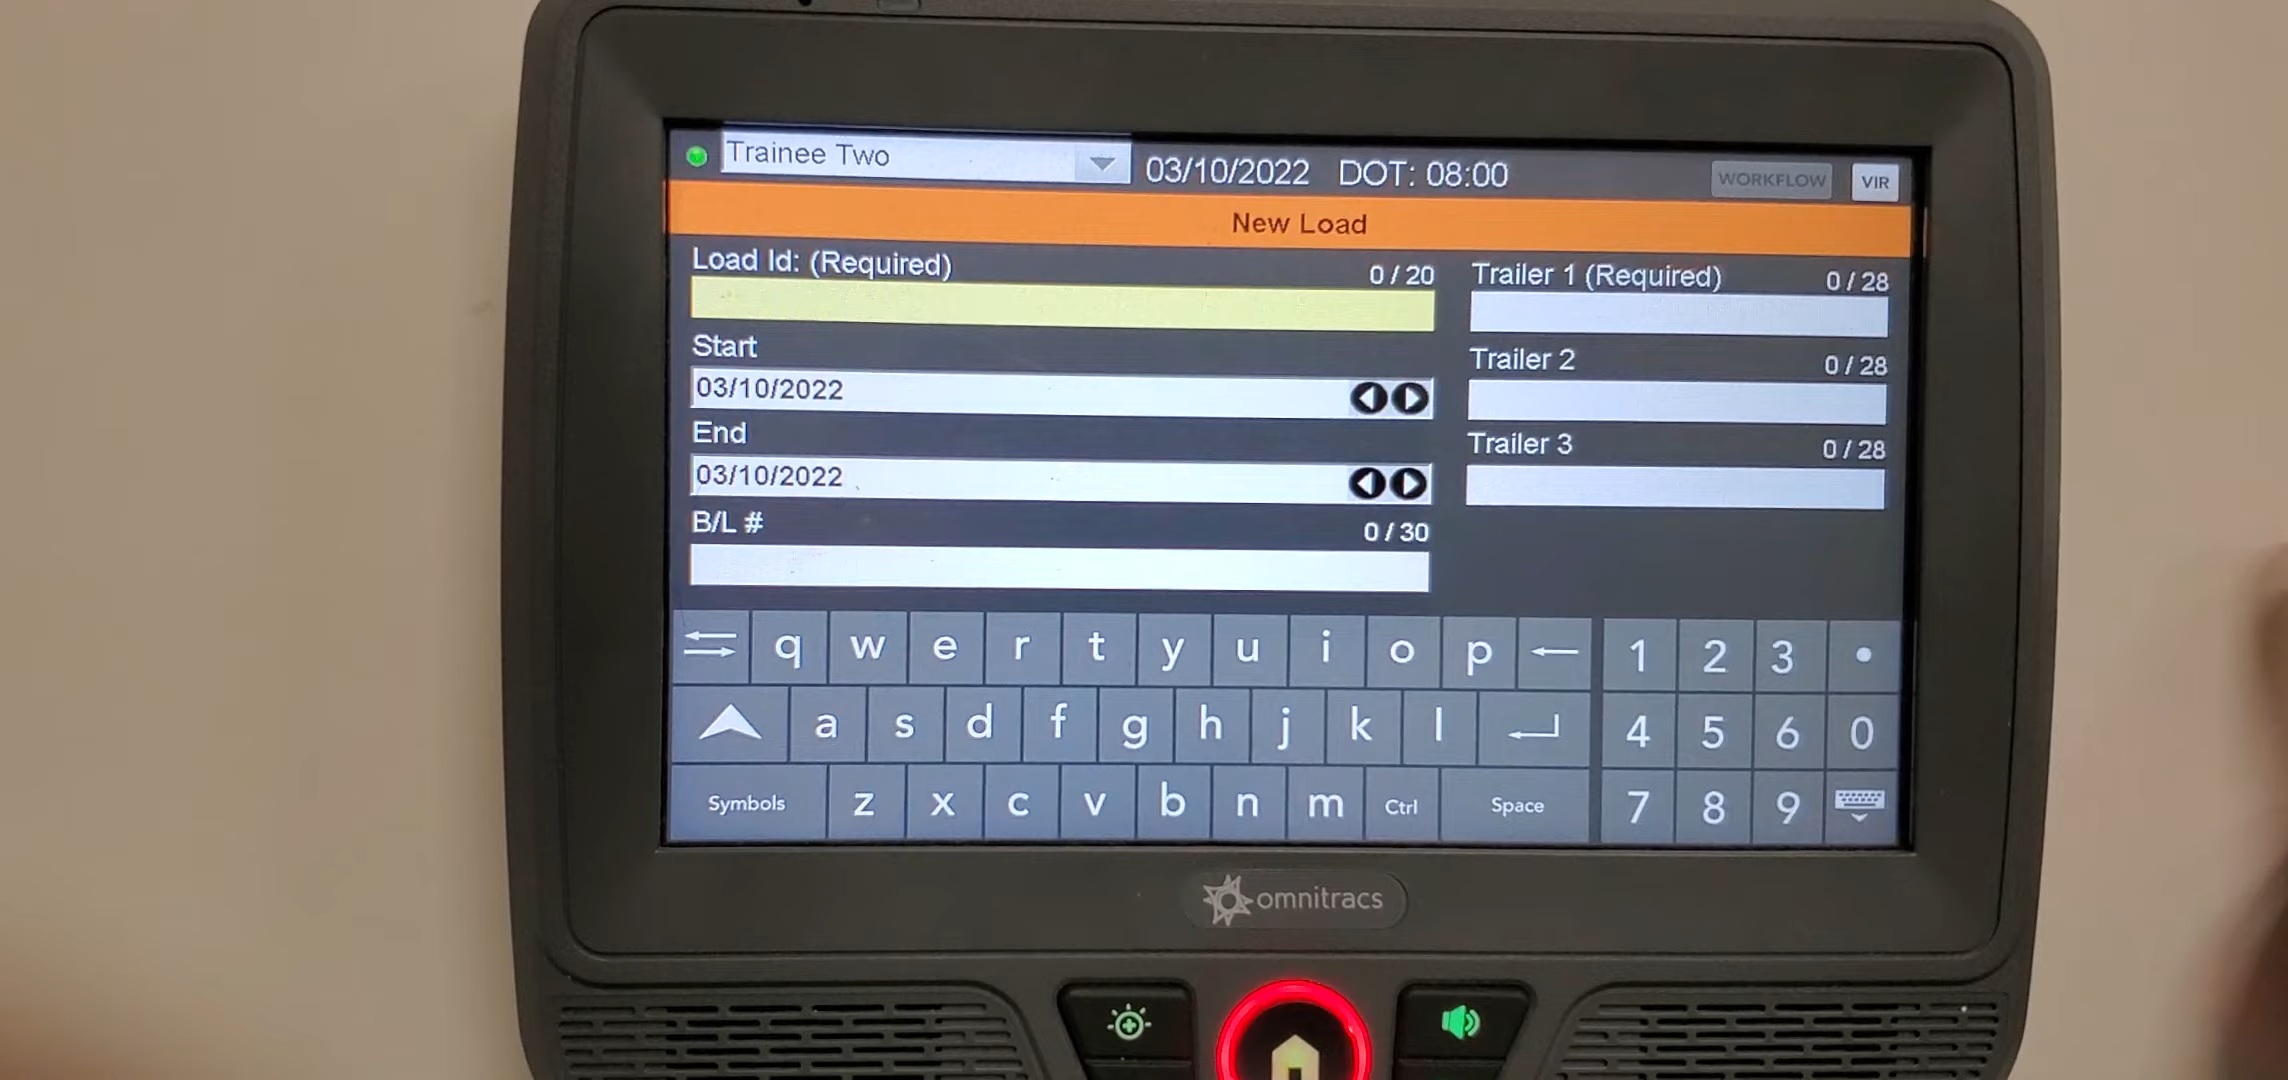 Trainee Two
03/10/2022 DOT: 08:00
WORKFLOW
VIR
New Load
Load Id: (Required) 0 / 20
Start
03/10/2022
End
03/10/2022
B/L # 0 / 30
Trailer 1 (Required) 0 / 28
Trailer 2 0 / 28
Trailer 3 0 / 28
q w e r t y u i o p 1 2 3 .
a s d f g h j k l 4 5 6 0
Symbols z x c v b n m Ctrl Space 7 8 9
omnitracs